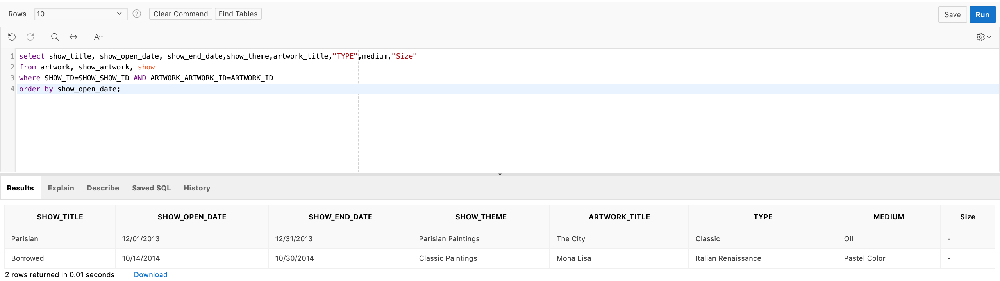 Rows 10 ? Clear Command Find Tables Save Run
A··
1 select show_title, show_open_date, show_end_date,show_theme,artwork_title,"TYPE",medium,"Size"
2 from artwork, show_artwork, show
3 where SHOW_ID=SHOW_SHOW_ID AND ARTWORK_ARTWORK_ID=ARTWORK_ID
4 order by show_open_date;
Results Explain Describe Saved SQL History
SHOW_TITLE SHOW_OPEN_DATE SHOW_END_DATE SHOW_THEME ARTWORK_TITLE TYPE MEDIUM Size
Parisian 12/01/2013 12/31/2013 Parisian Paintings The City Classic Oil -
Borrowed 10/14/2014 10/30/2014 Classic Paintings Mona Lisa Italian Renaissance Pastel Color -
2 rows returned in 0.01 seconds Download